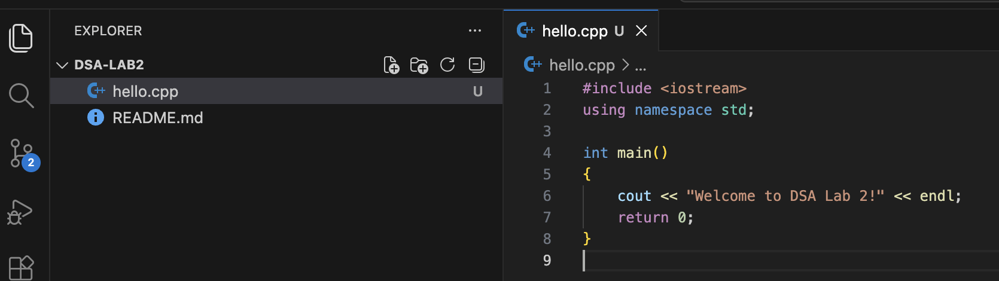 EXPLORER
DSA-LAB2
hello.cpp U
README.md
2
hello.cpp U
hello.cpp > ...
1 #include <iostream>
2 using namespace std;
3
4 int main()
5 {
6     cout << "Welcome to DSA Lab 2!" << endl;
7     return 0;
8 }
9